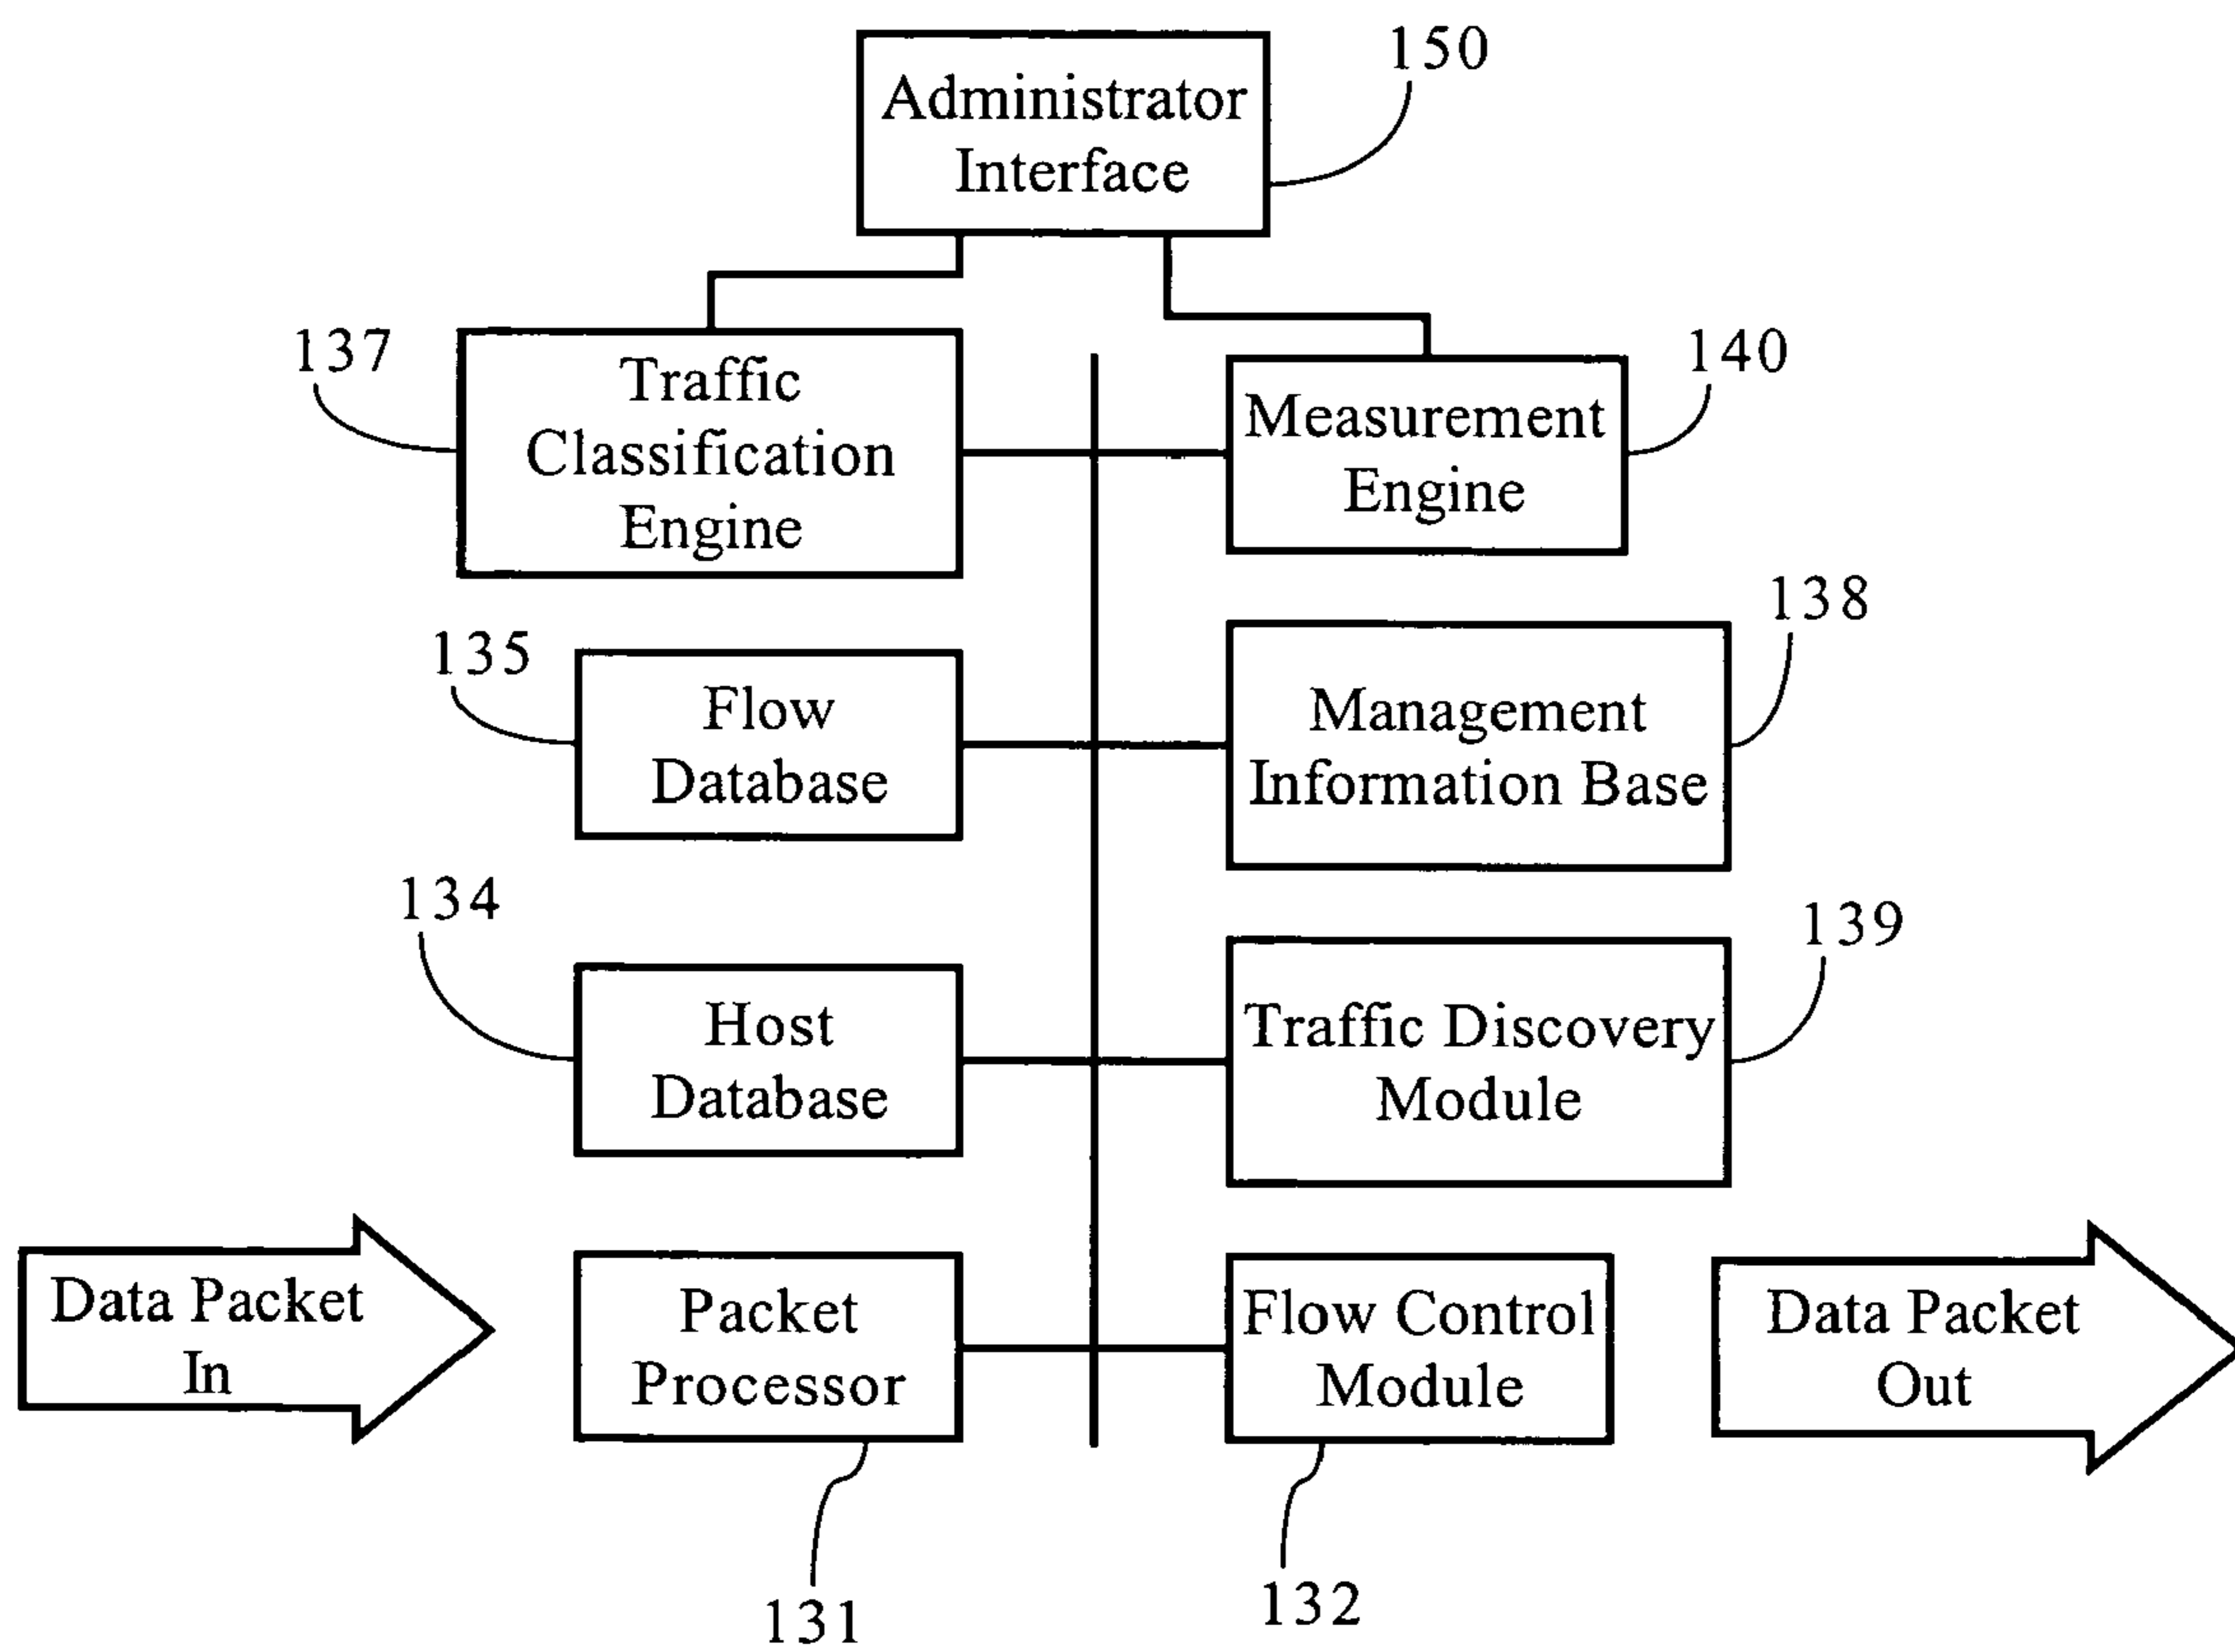 150
Administrator
Interface
137
Traffic
Classification
Engine
140
Measurement
Engine
135
Flow
Database
138
Management
Information Base
134
Host
Database
139
Traffic Discovery
Module
Data Packet
In
Packet
Processor
Flow Control
Module
Data Packet
Out
131
132